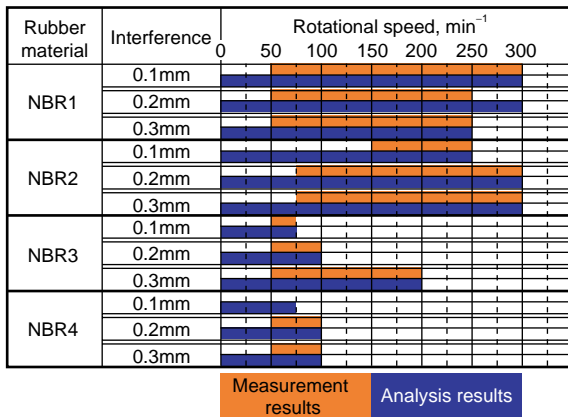 Rubber material
Interference
Rotational speed, min⁻¹
0 50 100 150 200 250 300
NBR1
0.1mm
0.2mm
0.3mm
NBR2
0.1mm
0.2mm
0.3mm
NBR3
0.1mm
0.2mm
0.3mm
NBR4
0.1mm
0.2mm
0.3mm
Measurement results
Analysis results